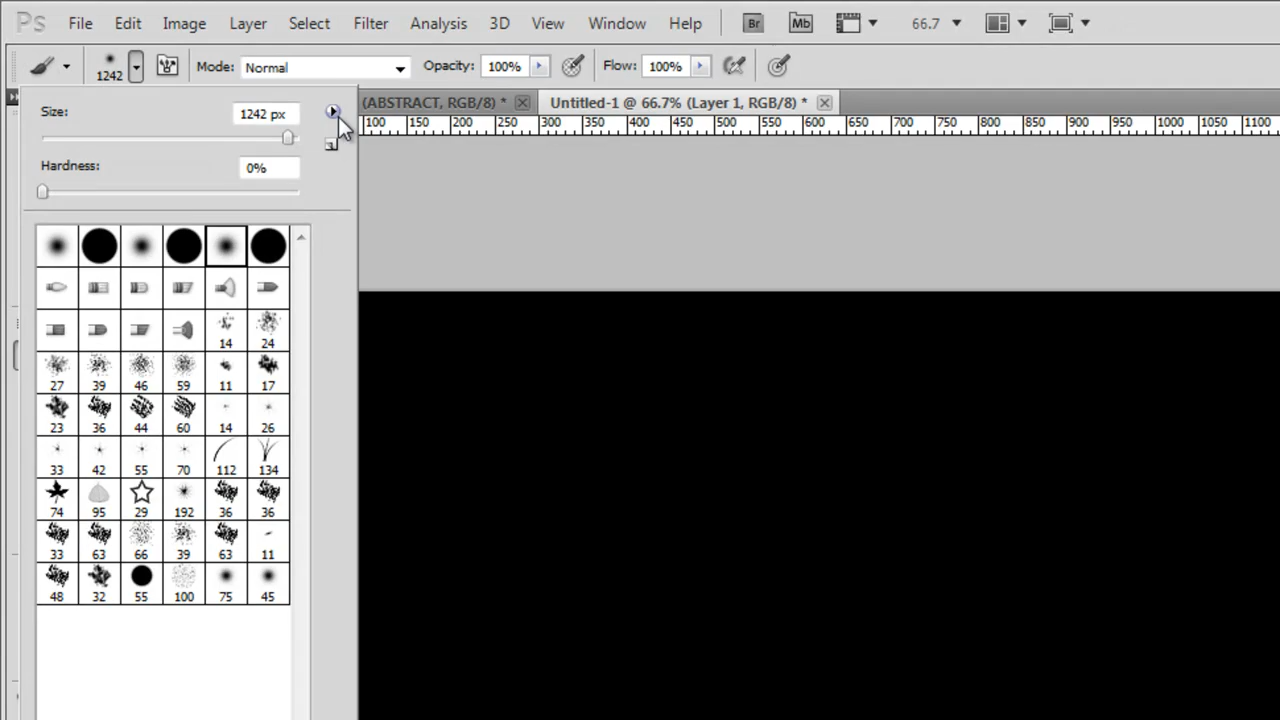 Ps File Edit Image Layer Select Filter Analysis 3D View Window Help Br Mb 66.7
1242 Mode: Normal Opacity: 100% Flow: 100%
(ABSTRACT, RGB/8) * Untitled-1 @ 66.7% (Layer 1, RGB/8) *
100 150 200 250 300 350 400 450 500 550 600 650 700 750 800 850 900 950 1000 1050 1100
Size: 1242 px
Hardness: 0%
14 24
27 39 46 59 11 17
23 36 44 60 14 26
33 42 55 70 112 134
74 95 29 192 36 36
33 63 66 39 63 11
48 32 55 100 75 45